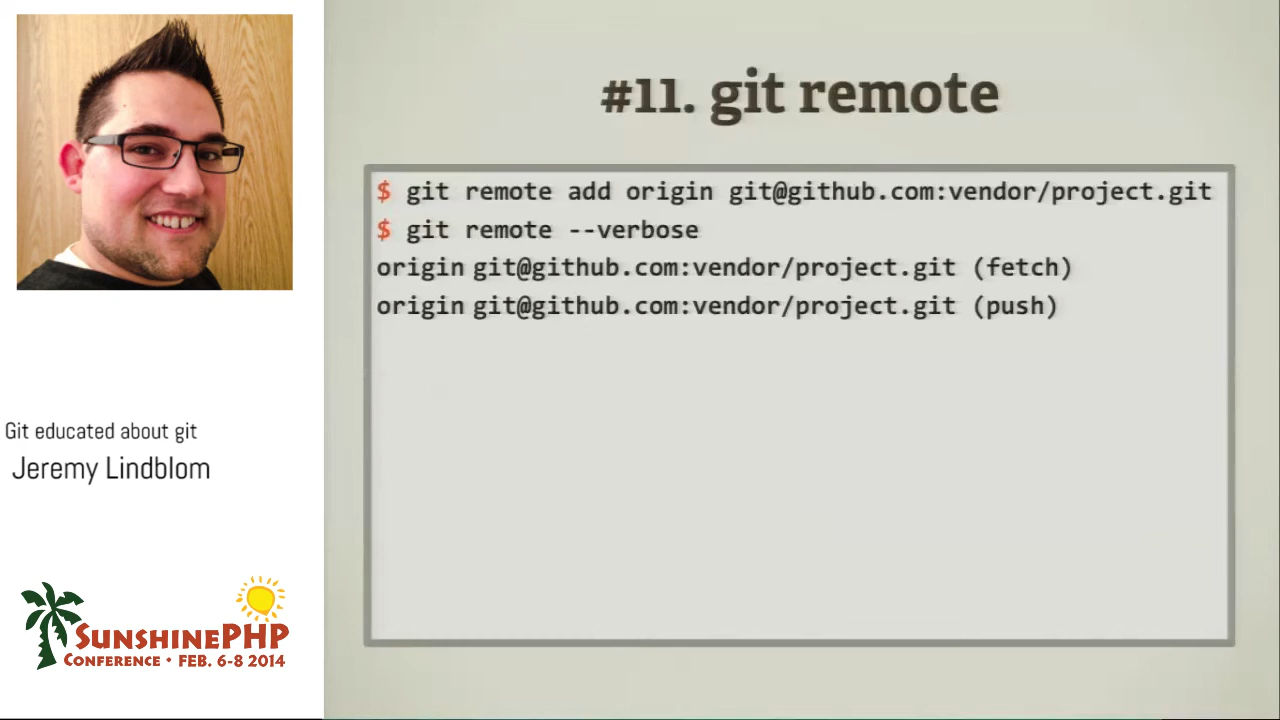 #11. git remote
$ git remote add origin git@github.com:vendor/project.git
$ git remote --verbose
origin git@github.com:vendor/project.git (fetch)
origin git@github.com:vendor/project.git (push)
Git educated about git
Jeremy Lindblom
SUNSHINEPHP
CONFERENCE • FEB. 6-8 2014